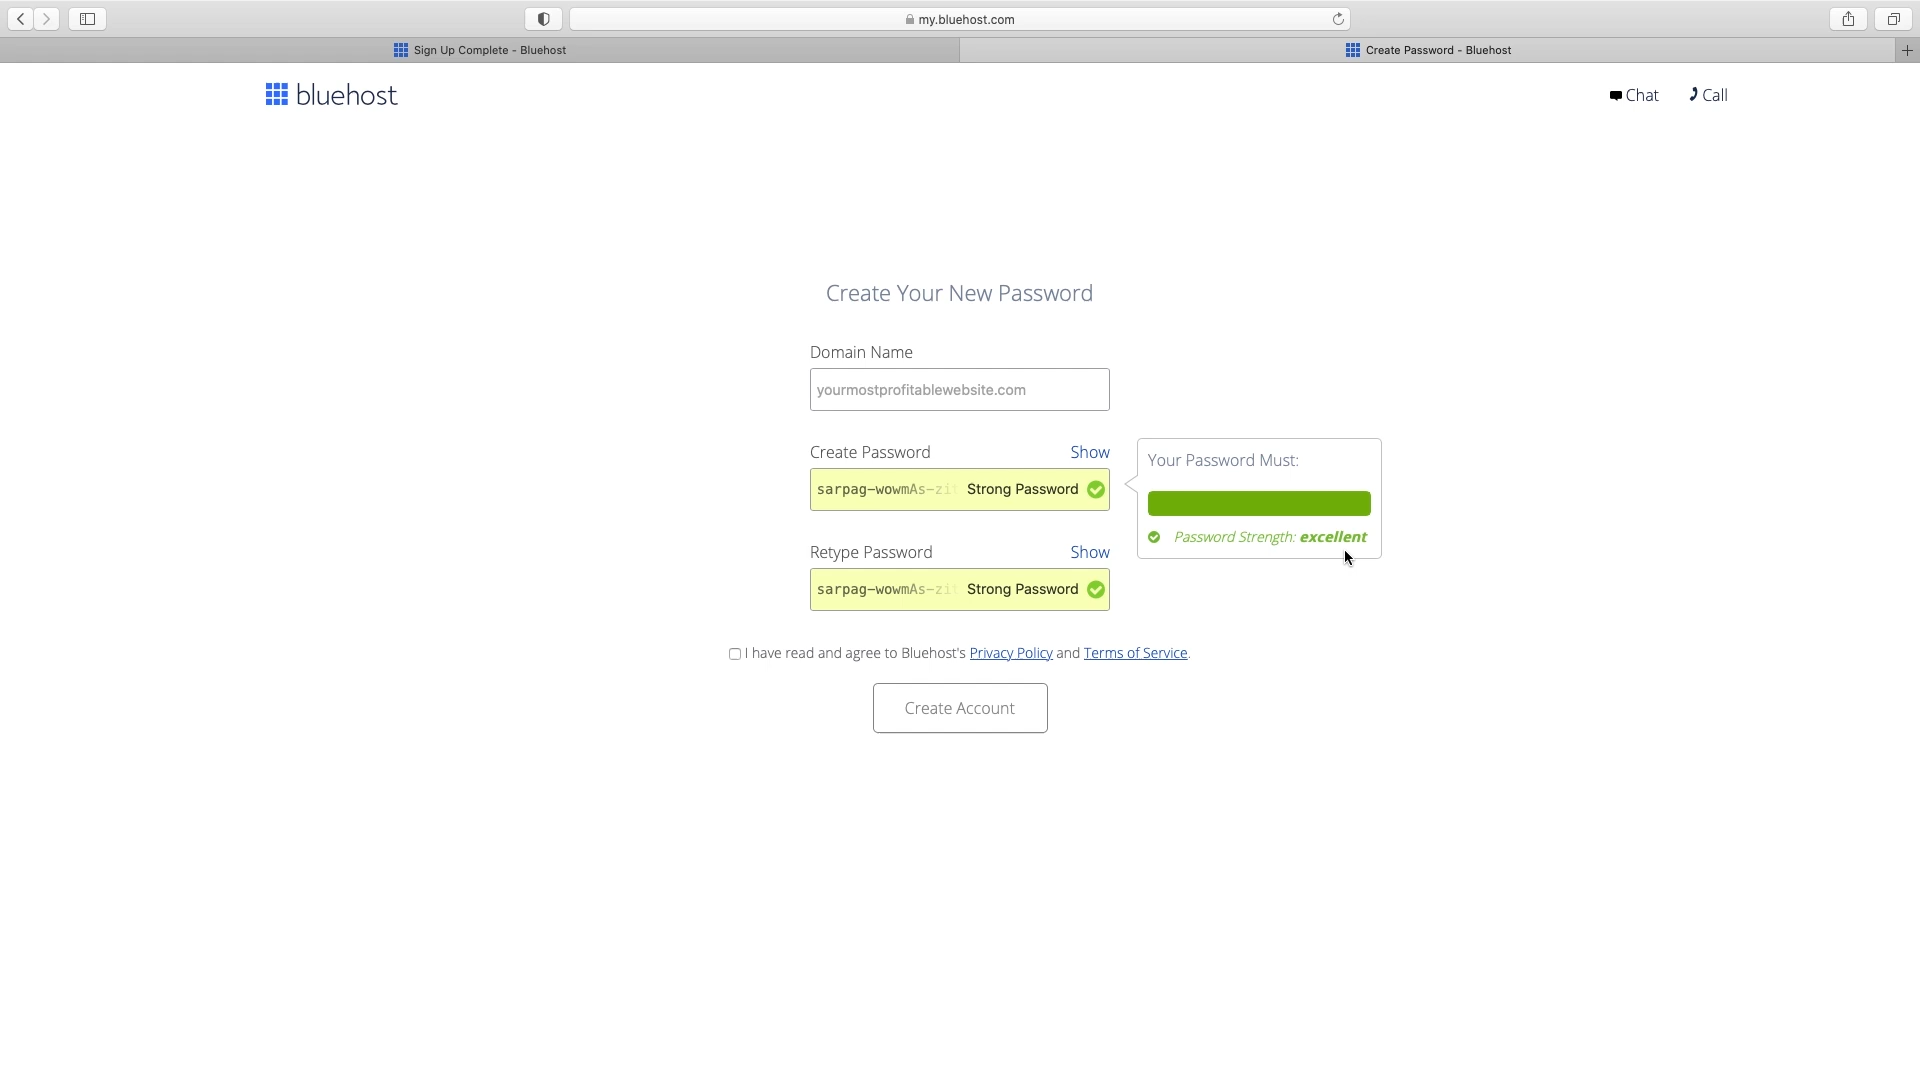 my.bluehost.com
Sign Up Complete - Bluehost
Create Password - Bluehost
bluehost
Chat
Call
Create Your New Password
Domain Name
yourmostprofitablewebsite.com
Create Password
Show
Your Password Must:
sarpag-wowmAs-zit
Strong Password
Password Strength: excellent
Retype Password
Show
sarpag-wowmAs-zit
Strong Password
I have read and agree to Bluehost's Privacy Policy and Terms of Service.
Create Account